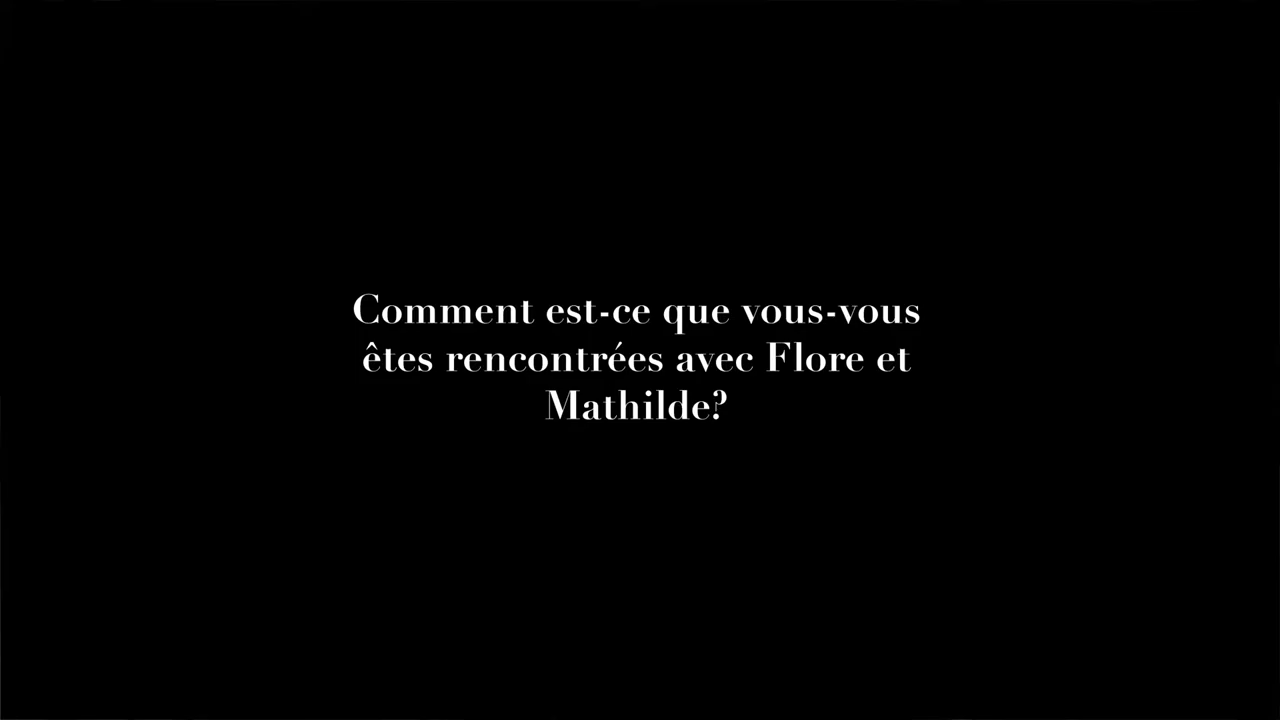 Comment est-ce que vous-vous
êtes rencontrées avec Flore et
Mathilde?